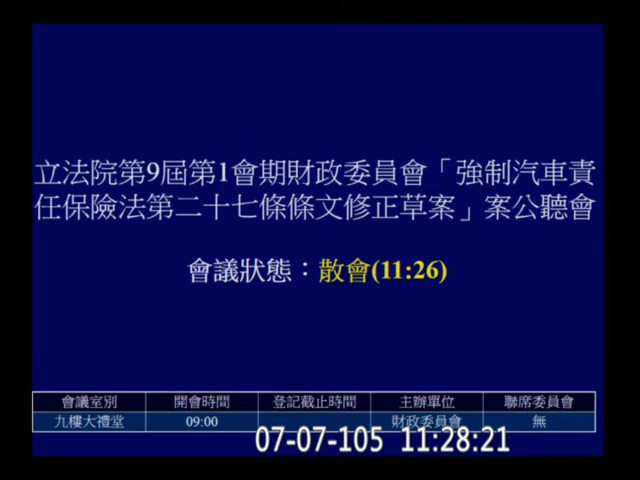 立法院第9屆第1會期財政委員會「強制汽車責
任保險法第二十七條條文修正草案」案公聽會
會議狀態：散會(11:26)
會議室別 開會時間 登記截止時間 主辦單位 聯席委員會
九樓大禮堂 09:00 財政委員會 無
07-07-105 11:28:21